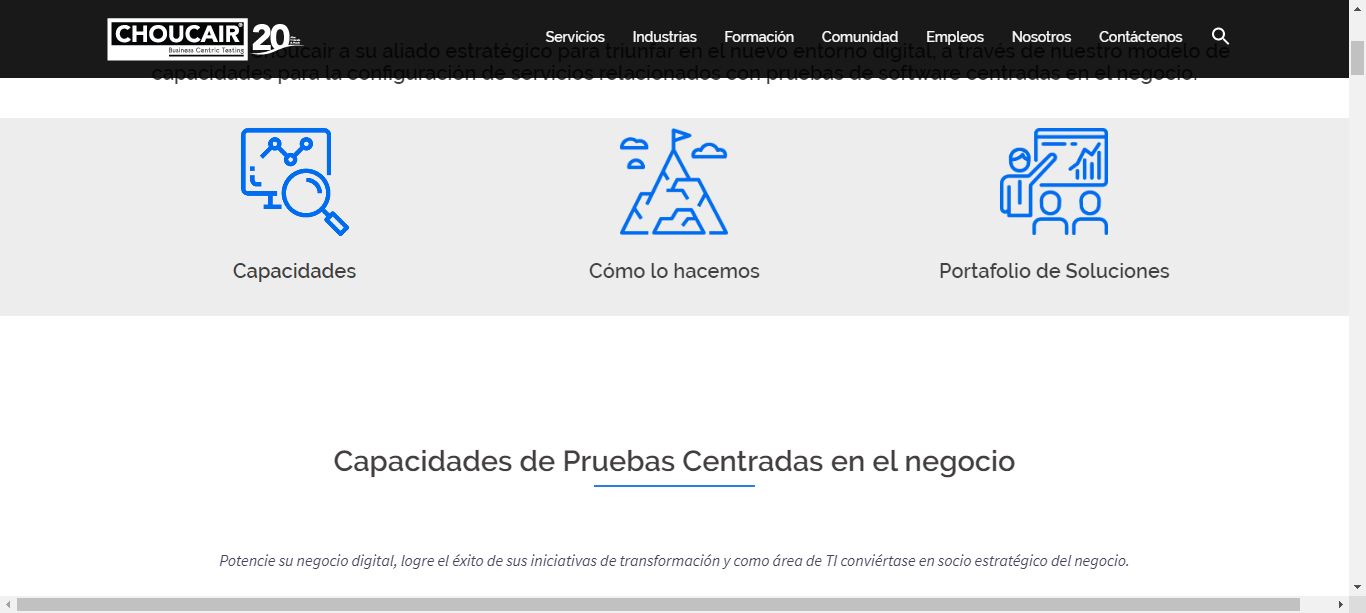 CHOUCAIR
Business Centric Testing
20
Servicios Industrias Formación Comunidad Empleos Nosotros Contáctenos
Choucair a su aliado estratégico para triunfar en el nuevo entorno digital, a través de nuestro modelo de
capacidades para la configuración de servicios relacionados con pruebas de software centradas en el negocio.
Capacidades
Cómo lo hacemos
Portafolio de Soluciones
Capacidades de Pruebas Centradas en el negocio
Potencie su negocio digital, logre el éxito de sus iniciativas de transformación y como área de TI conviértase en socio estratégico del negocio.